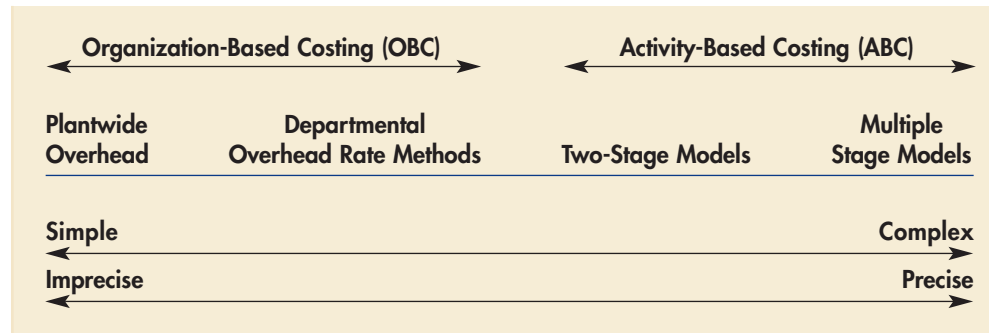 Organization-Based Costing (OBC) Activity-Based Costing (ABC)
Plantwide Departmental Multiple
Overhead Overhead Rate Methods Two-Stage Models Stage Models
Simple Complex
Imprecise Precise